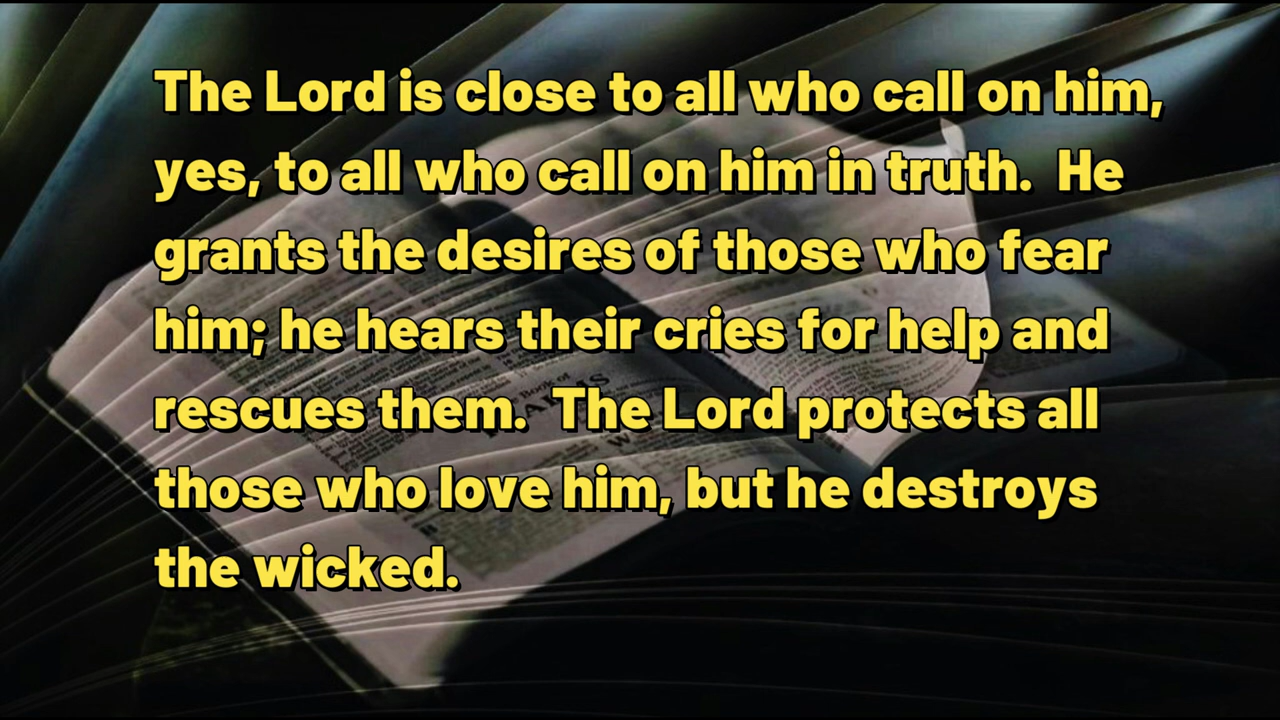 The Lord is close to all who call on him,
yes, to all who call on him in truth.  He
grants the desires of those who fear
him; he hears their cries for help and
rescues them.  The Lord protects all
those who love him, but he destroys
the wicked.
Book of